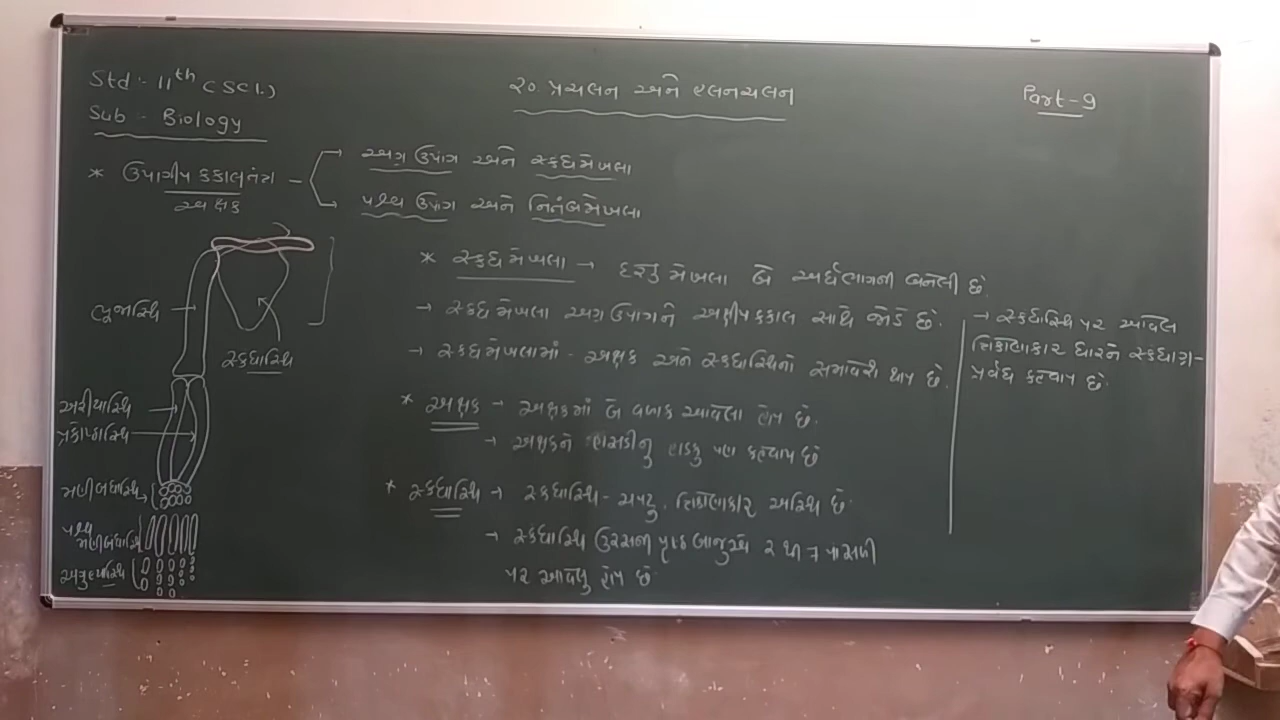 Std :- 11th (Sci.)
Sub :- Biology
૨૦ પ્રચલન અને હલનચલન
Part-9
* ઉપાંગીય કંકાલતંત્ર
→ અગ્ર ઉપાંગ અને સ્કંધમેખલા
→ પશ્ચ ઉપાંગ અને નિતંબમેખલા
અક્ષક
ભુજાસ્થિ
સ્કંધાસ્થિ
અરીયાસ્થિ
પ્રકોષ્ઠાસ્થિ
મણીબંધાસ્થિ
પશ્ચ
મણીબંધાસ્થિ
અંગુલ્યાસ્થિ
* સ્કંધમેખલા → દરેક મેખલા બે અર્ધભાગની બનેલી છે.
→ સ્કંધમેખલા અગ્રઉપાંગને અક્ષીયકંકાલ સાથે જોડે છે.
→ સ્કંધમેખલામાં - અક્ષક અને સ્કંધાસ્થિનો સમાવેશ થાય છે.
* અક્ષક → અક્ષકમાં બે વળાંક આવેલા હોય છે.
→ અક્ષકને હાંસડીનું હાડકું પણ કહેવાય છે
* સ્કંધાસ્થિ → સ્કંધાસ્થિ - ચપટુ, ત્રિકોણાકાર અસ્થિ છે.
→ સ્કંધાસ્થિ ઉરસની પૃષ્ઠ બાજુએ ૨ થી ૭ પાંસળી
પર આવેલુ હોય છે.
→ સ્કંધાસ્થિ પર આવેલ
ત્રિકોણાકાર ધારને સ્કંધાગ્ર-
પ્રવર્ધ કહેવાય છે.